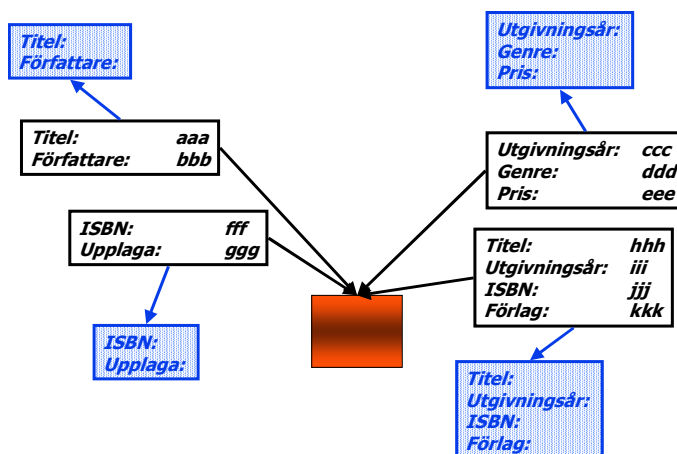 Titel:
Författare:
Utgivningsår:
Genre:
Pris:
Titel: aaa
Författare: bbb
Utgivningsår: ccc
Genre: ddd
Pris: eee
ISBN: fff
Upplaga: ggg
Titel: hhh
Utgivningsår: iii
ISBN: jjj
Förlag: kkk
ISBN:
Upplaga:
Titel:
Utgivningsår:
ISBN:
Förlag: